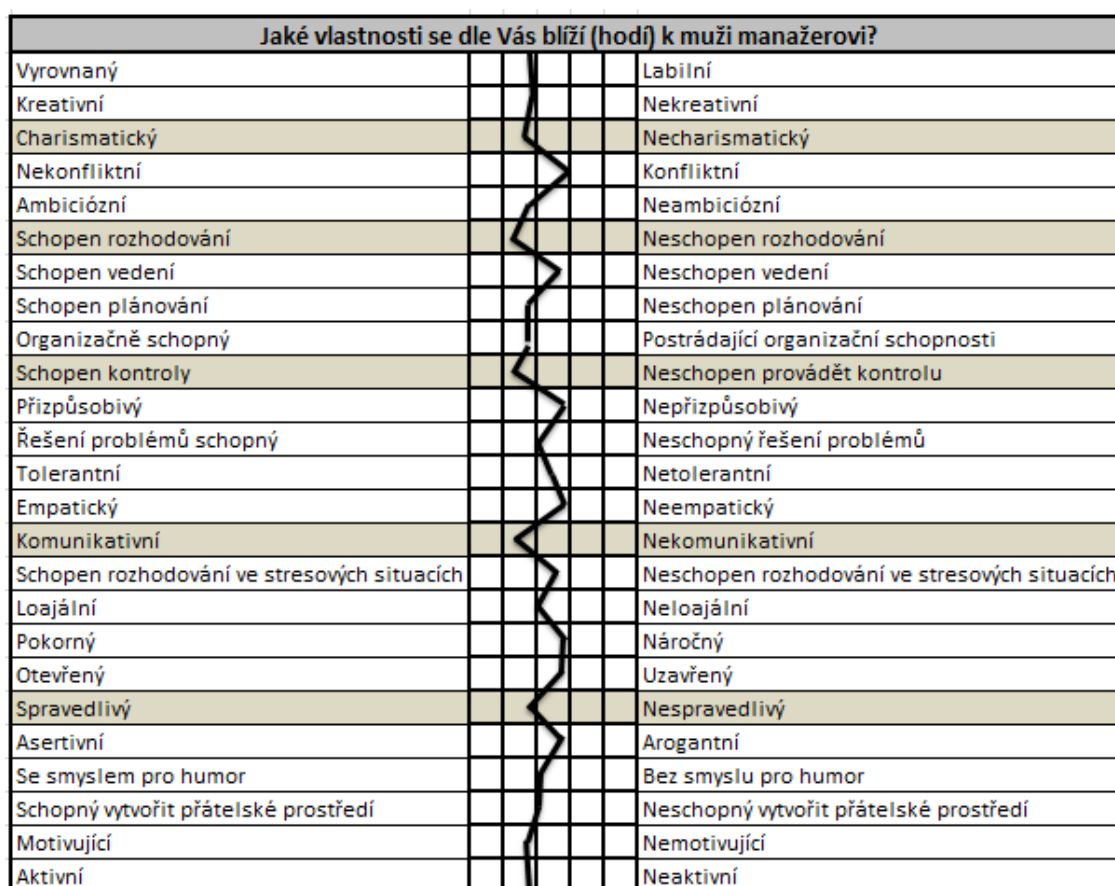 Jaké vlastnosti se dle Vás blíží (hodí) k muži manažerovi?
Vyrovnaný Labilní
Kreativní Nekreativní
Charismatický Necharismatický
Nekonfliktní Konfliktní
Ambiciózní Neambiciózní
Schopen rozhodování Neschopen rozhodování
Schopen vedení Neschopen vedení
Schopen plánování Neschopen plánování
Organizačně schopný Postrádající organizační schopnosti
Schopen kontroly Neschopen provádět kontrolu
Přizpůsobivý Nepřizpůsobivý
Řešení problémů schopný Neschopný řešení problémů
Tolerantní Netolerantní
Empatický Neempatický
Komunikativní Nekomunikativní
Schopen rozhodování ve stresových situacích Neschopen rozhodování ve stresových situacích
Loajální Neloajální
Pokorný Náročný
Otevřený Uzavřený
Spravedlivý Nespravedlivý
Asertivní Arogantní
Se smyslem pro humor Bez smyslu pro humor
Schopný vytvořit přátelské prostředí Neschopný vytvořit přátelské prostředí
Motivující Nemotivující
Aktivní Neaktivní